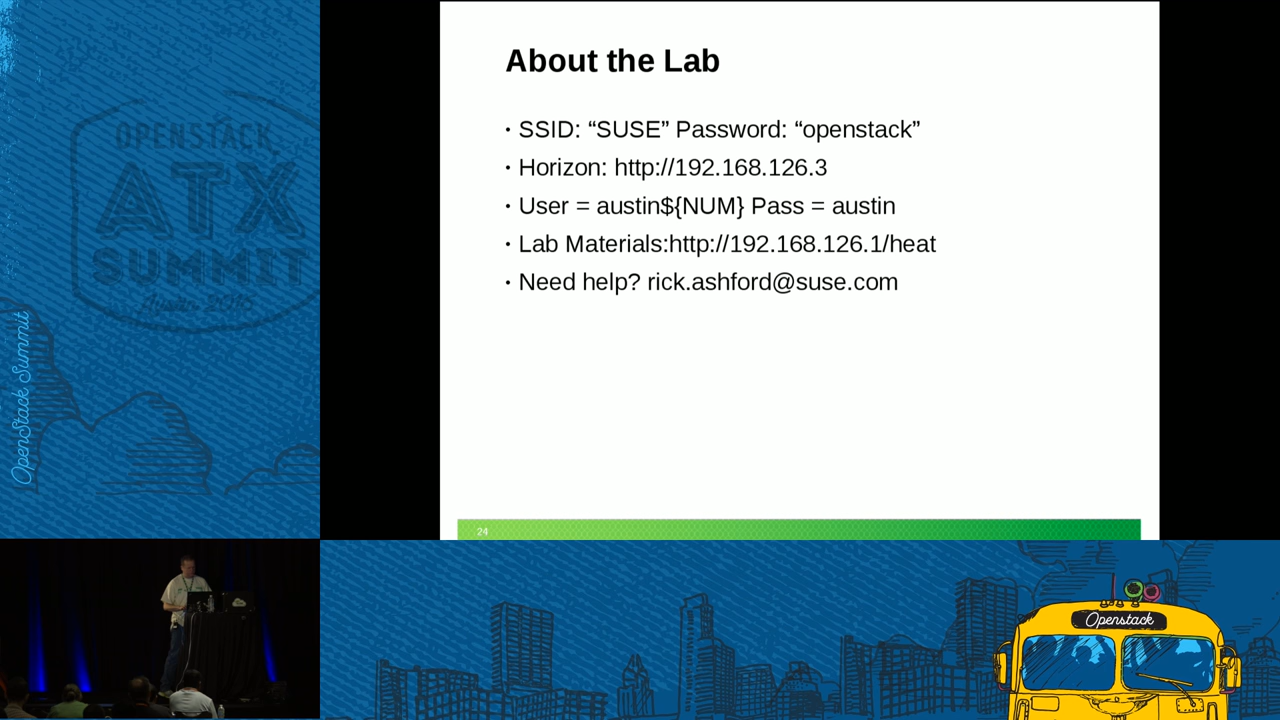 About the Lab
• SSID: “SUSE” Password: “openstack”
• Horizon: http://192.168.126.3
• User = austin${NUM} Pass = austin
• Lab Materials:http://192.168.126.1/heat
• Need help? rick.ashford@suse.com
24
OPENSTACK
ATX
SUMMIT
Austin 2016
OpenStack Summit
Openstack